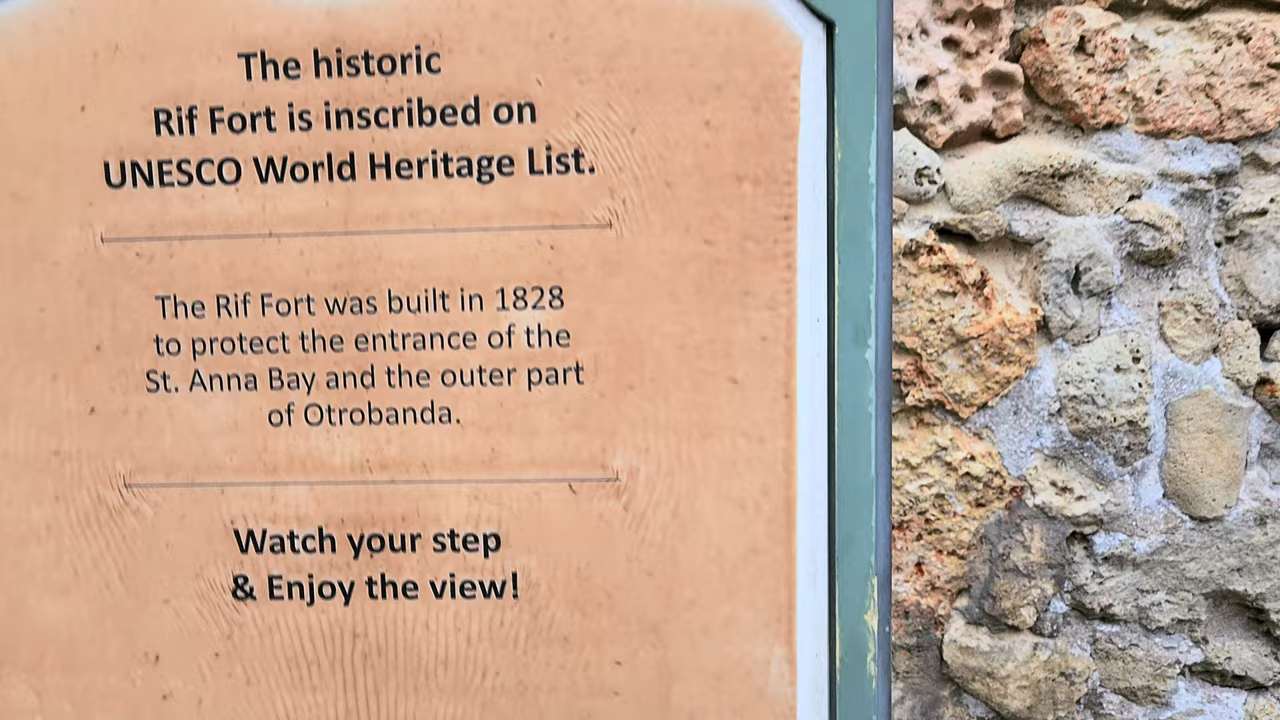 The historic
Rif Fort is inscribed on
UNESCO World Heritage List.
The Rif Fort was built in 1828
to protect the entrance of the
St. Anna Bay and the outer part
of Otrobanda.
Watch your step
& Enjoy the view!